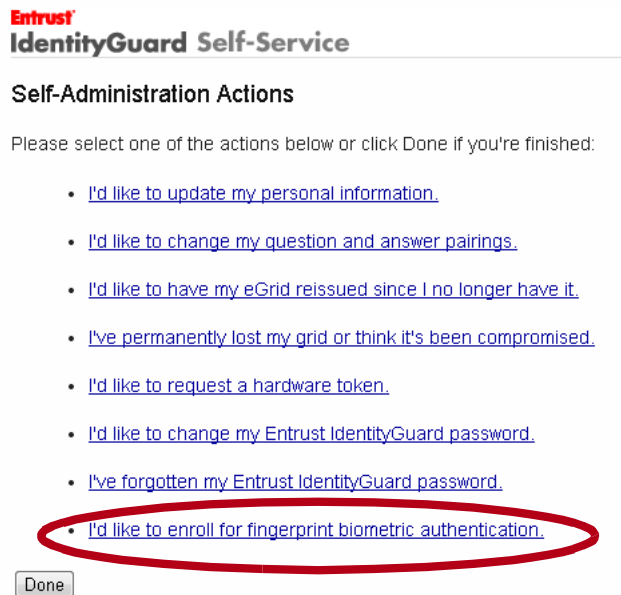 Entrust
IdentityGuard Self-Service
Self-Administration Actions
Please select one of the actions below or click Done if you're finished:
I'd like to update my personal information.
I'd like to change my question and answer pairings.
I'd like to have my eGrid reissued since I no longer have it.
I've permanently lost my grid or think it's been compromised.
I'd like to request a hardware token.
I'd like to change my Entrust IdentityGuard password.
I've forgotten my Entrust IdentityGuard password.
I'd like to enroll for fingerprint biometric authentication.
Done